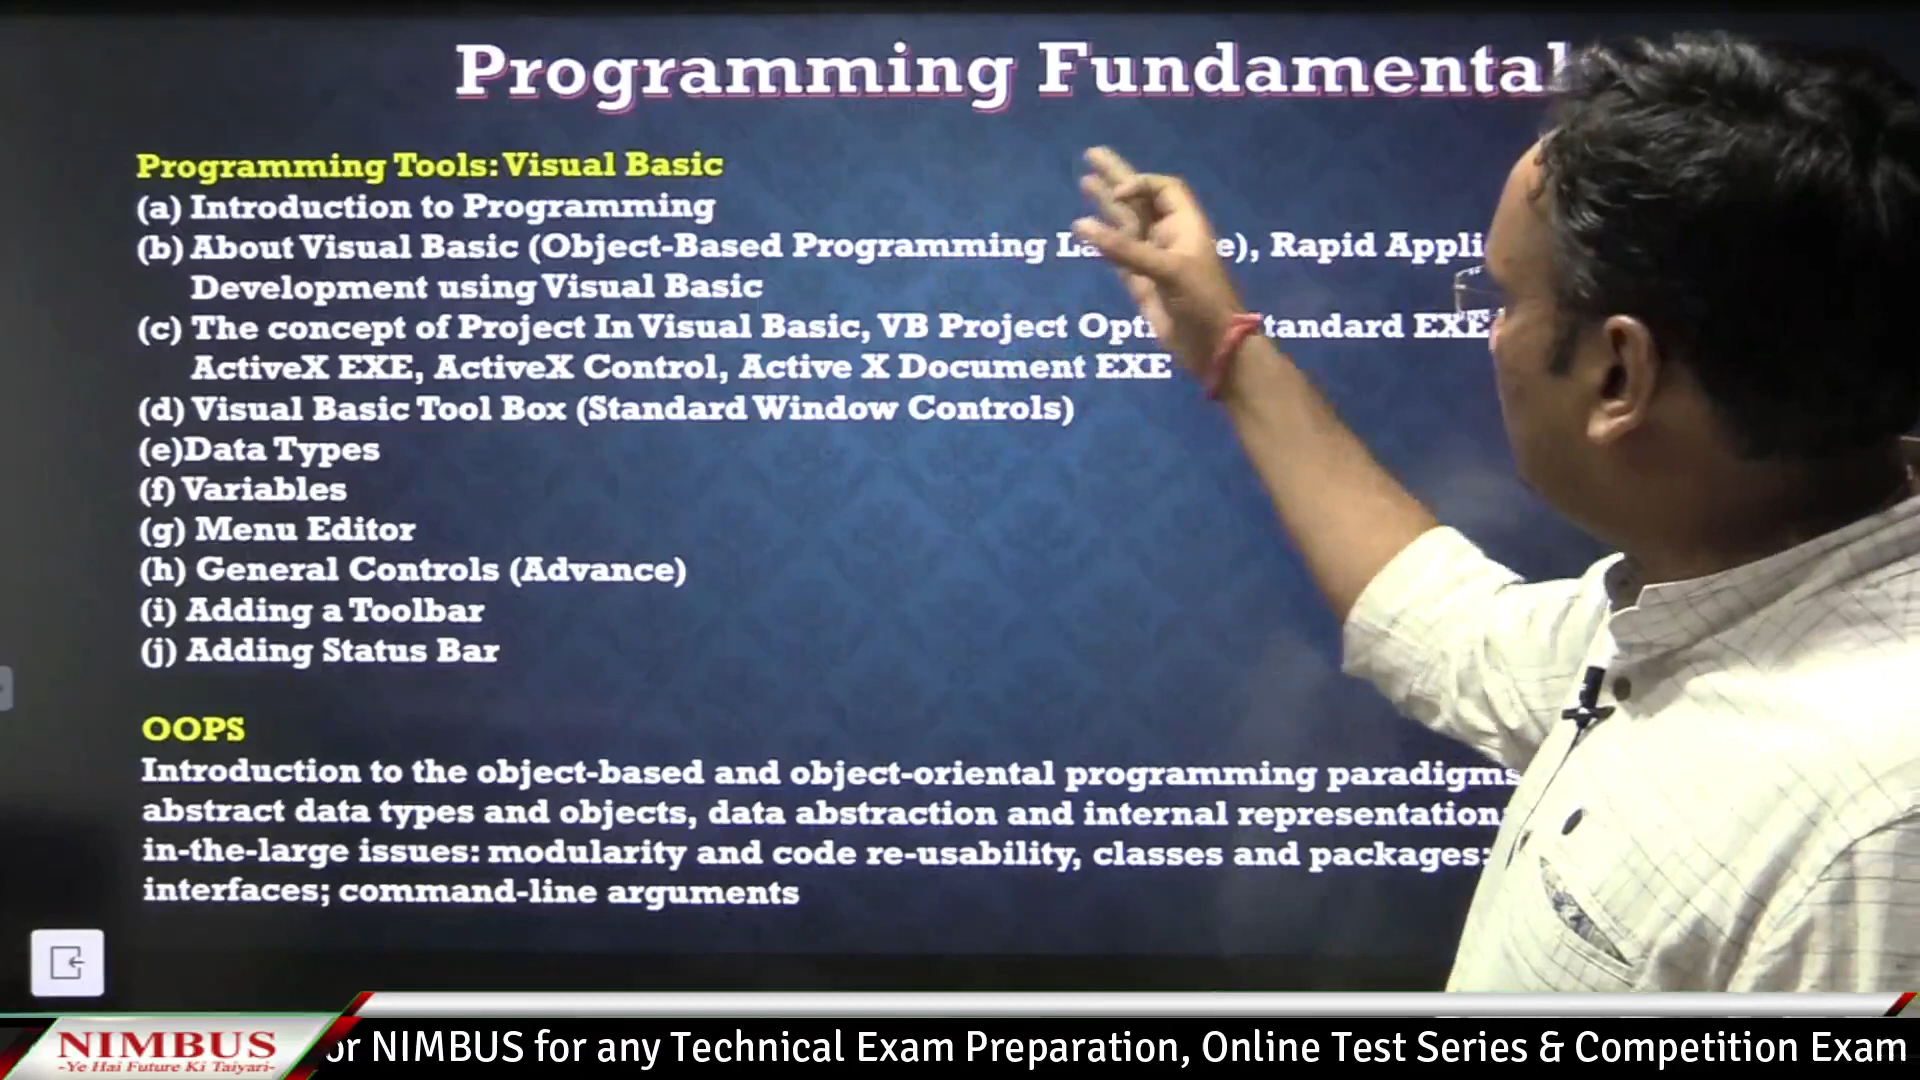 Programming Fundamental
Programming Tools: Visual Basic
(a) Introduction to Programming
(b) About Visual Basic (Object-Based Programming Rapid
Development using Visual Basic
(c) The concept of Project In Visual Basic, VB Project EXE
ActiveX EXE, ActiveX Control, Active X Document EXE
(d) Visual Basic Tool Box (Standard Window Controls)
(e)Data Types
(f) Variables
(g) Menu Editor
(h) General Controls (Advance)
(i) Adding a Toolbar
(j) Adding Status Bar
OOPS
Introduction to the object-based and object-oriental programming paradigms
abstract data types and objects, data abstraction and internal representation
in-the-large issues: modularity and code re-usability, classes and packages:
interfaces; command-line arguments
NIMBUS
-Ye Hai Future Ki Taiyari-
or NIMBUS for any Technical Exam Preparation, Online Test Series & Competition Exam